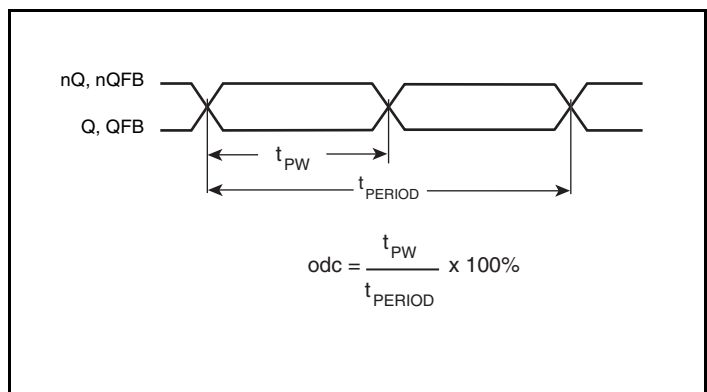 nQ, nQFB
Q, QFB
tPW
tPERIOD
odc = tPW / tPERIOD x 100%